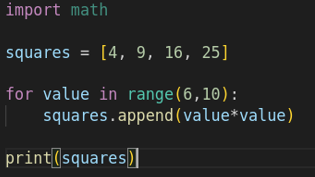 import math
squares = [4, 9, 16, 25]
for value in range(6,10):
    squares.append(value*value)
print(squares)